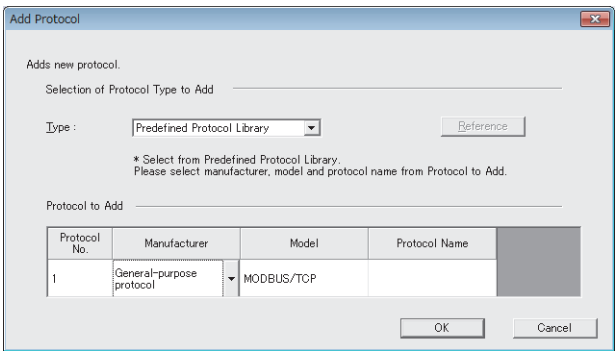 Add Protocol
Adds new protocol.
Selection of Protocol Type to Add
Type :
Predefined Protocol Library
Reference
* Select from Predefined Protocol Library.
Please select manufacturer, model and protocol name from Protocol to Add.
Protocol to Add
Protocol No. Manufacturer Model Protocol Name
1 General-purpose protocol MODBUS/TCP
OK Cancel